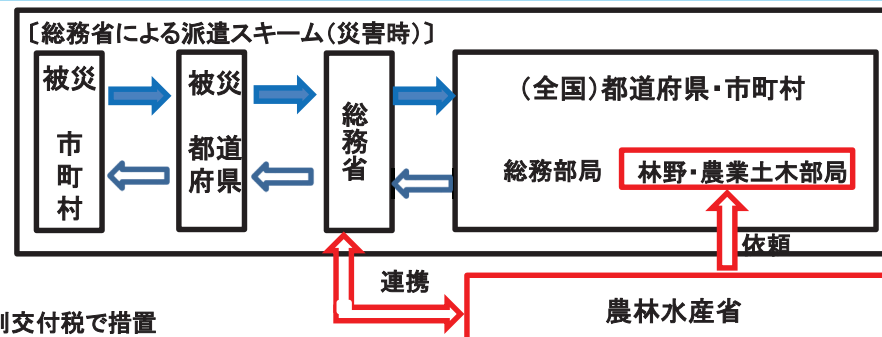 〔総務省による派遣スキーム(災害時)〕
被災
市町村
被災
都道府県
総務省
(全国)都道府県・市町村
総務部局
林野・農業土木部局
依頼
連携
農林水産省
別交付税で措置